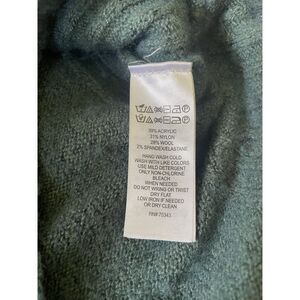 39% ACRYLIC
31% NYLON
28% WOOL
2% SPANDEX/ELASTANE
HAND WASH COLD
WASH WITH LIKE COLORS
USE MILD DETERGENT
ONLY NON-CHLORINE
BLEACH
WHEN NEEDED
DO NOT WRING OR TWIST
DRY FLAT
LOW IRON IF NEEDED
OR DRY CLEAN
RN# 70343